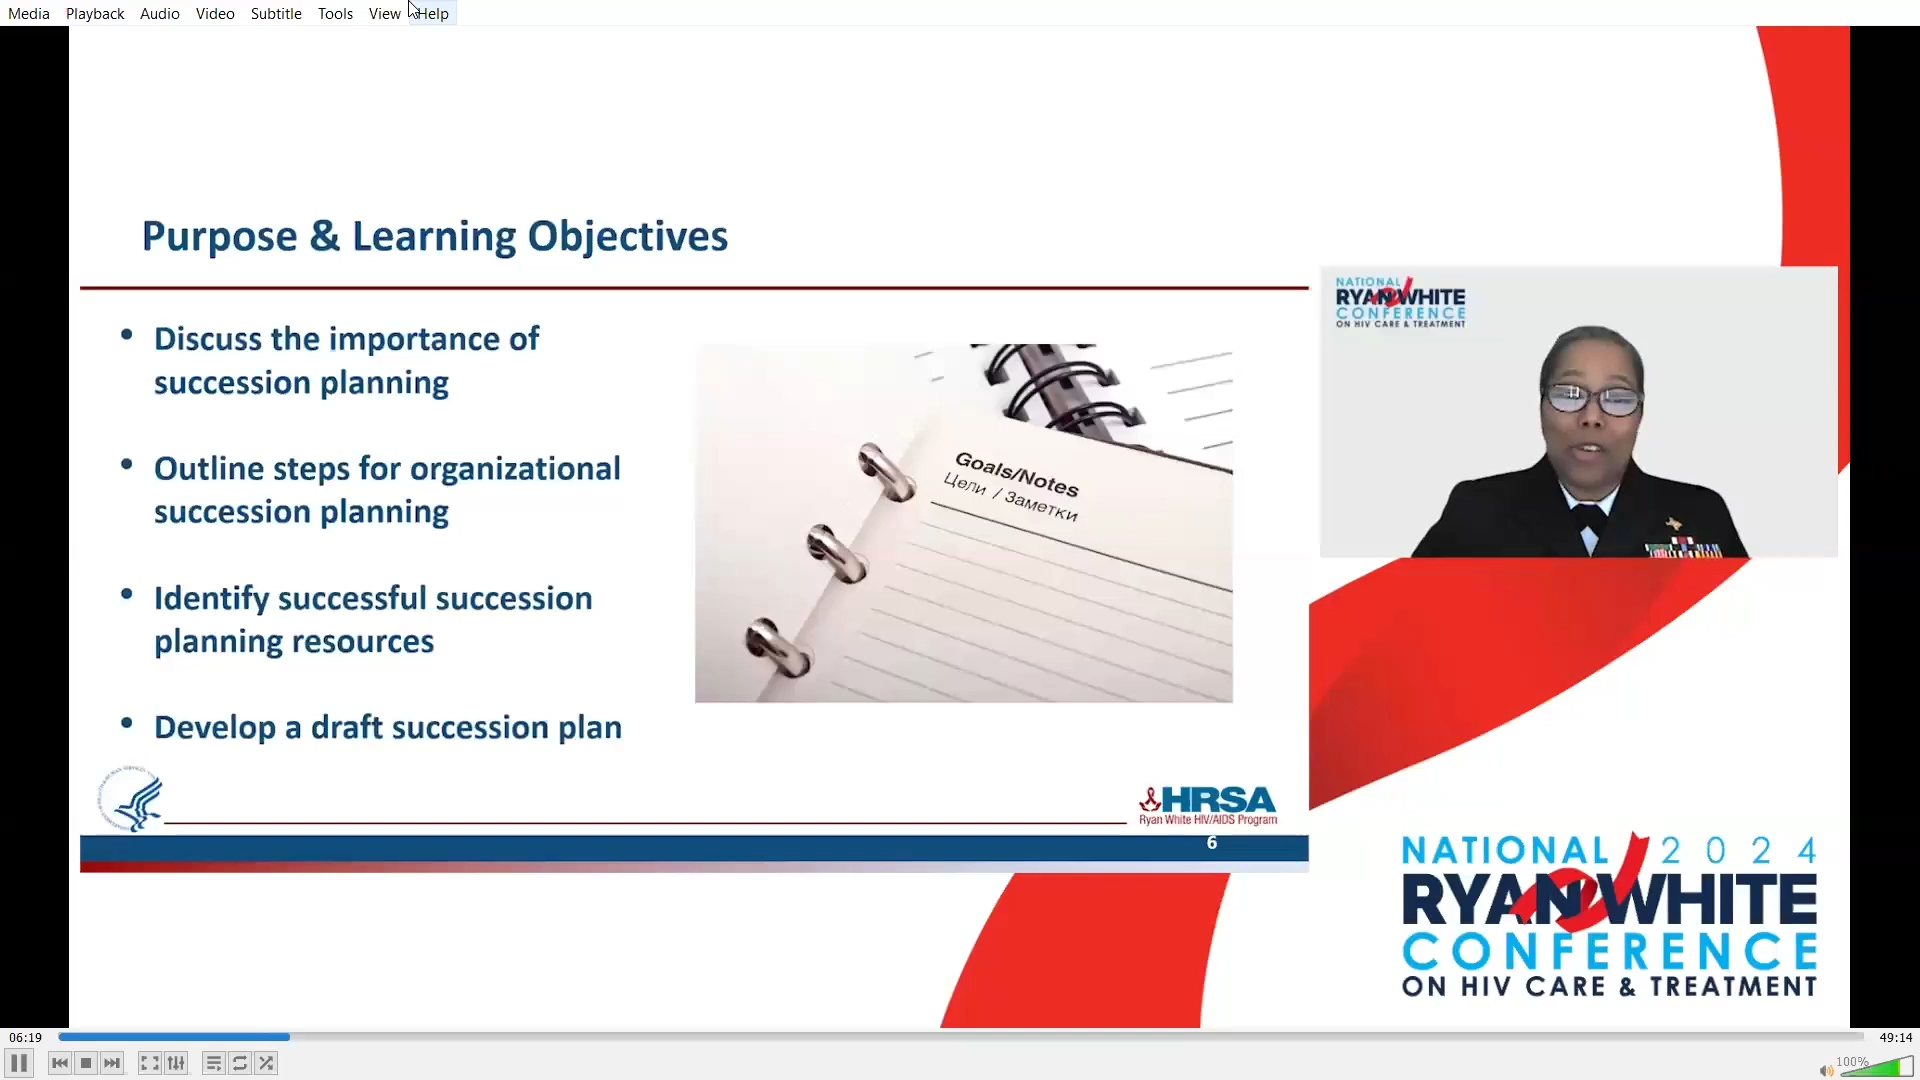 Media Playback Audio Video Subtitle Tools View Help
Purpose & Learning Objectives
• Discuss the importance of
succession planning
• Outline steps for organizational
succession planning
• Identify successful succession
planning resources
• Develop a draft succession plan
Goals/Notes
Цели / Заметки
HRSA
Ryan White HIV/AIDS Program
6
NATIONAL
RYAN WHITE
CONFERENCE
ON HIV CARE & TREATMENT
NATIONAL 2024
RYAN WHITE
CONFERENCE
ON HIV CARE & TREATMENT
06:19
49:14
100%